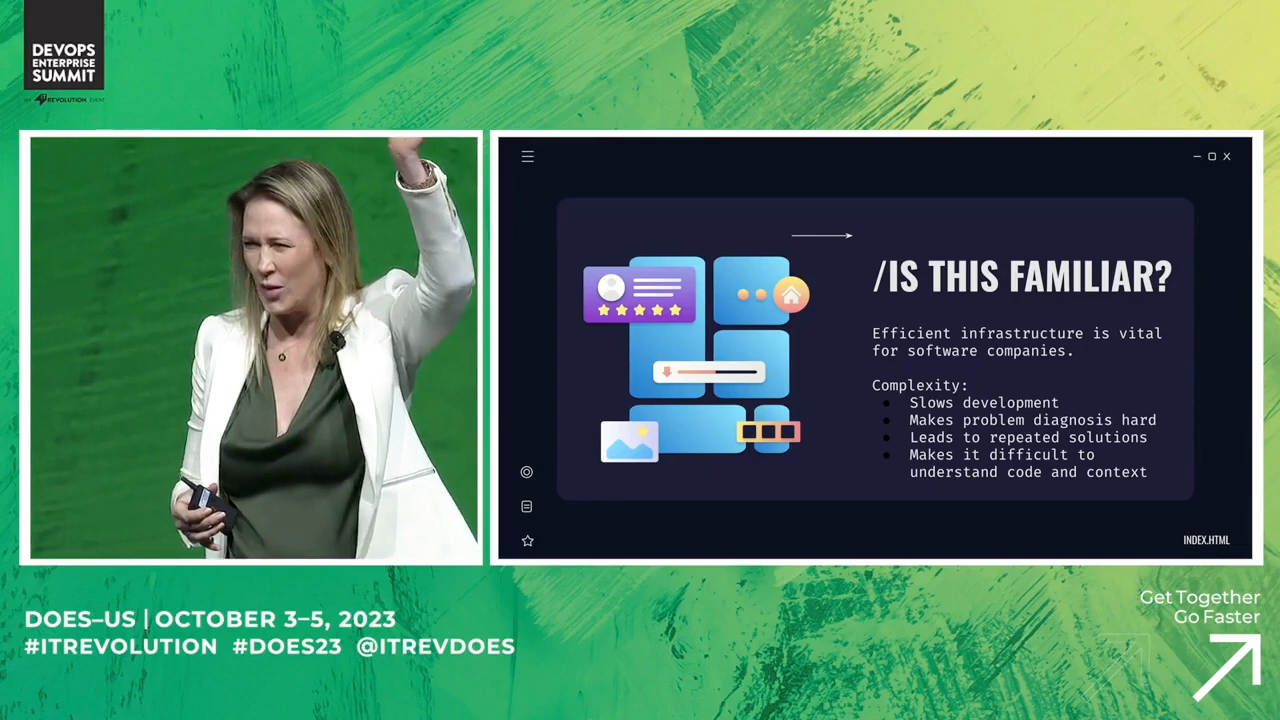 DEVOPS
ENTERPRISE
SUMMIT
REVOLUTION EVENT
/IS THIS FAMILIAR?
Efficient infrastructure is vital
for software companies.
Complexity:
Slows development
Makes problem diagnosis hard
Leads to repeated solutions
Makes it difficult to
understand code and context
INDEX.HTML
DOES–US | OCTOBER 3–5, 2023
#ITREVOLUTION #DOES23 @ITREVDOES
Get Together
Go Faster